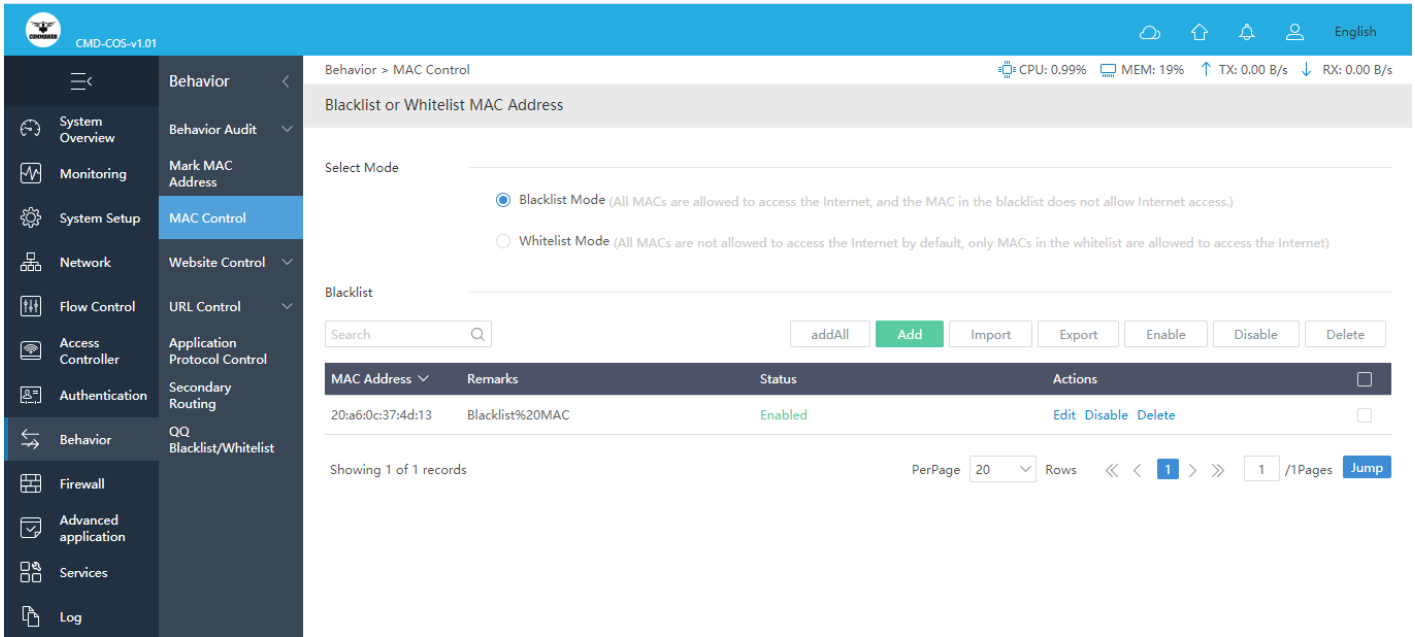 COMMANDO
CMD-COS-v1.01
English
Behavior
System
Overview
Monitoring
System Setup
Network
Flow Control
Access
Controller
Authentication
Behavior
Firewall
Advanced
application
Services
Log
Behavior Audit
Mark MAC
Address
MAC Control
Website Control
URL Control
Application
Protocol Control
Secondary
Routing
QQ
Blacklist/Whitelist
Behavior > MAC Control
CPU: 0.99% MEM: 19% TX: 0.00 B/s RX: 0.00 B/s
Blacklist or Whitelist MAC Address
Select Mode
Blacklist Mode (All MACs are allowed to access the Internet, and the MAC in the blacklist does not allow Internet access.)
Whitelist Mode (All MACs are not allowed to access the Internet by default, only MACs in the whitelist are allowed to access the Internet)
Blacklist
Search addAll Add Import Export Enable Disable Delete
MAC Address Remarks Status Actions
20:a6:0c:37:4d:13 Blacklist%20MAC Enabled Edit Disable Delete
Showing 1 of 1 records PerPage 20 Rows 1 1 /1Pages Jump